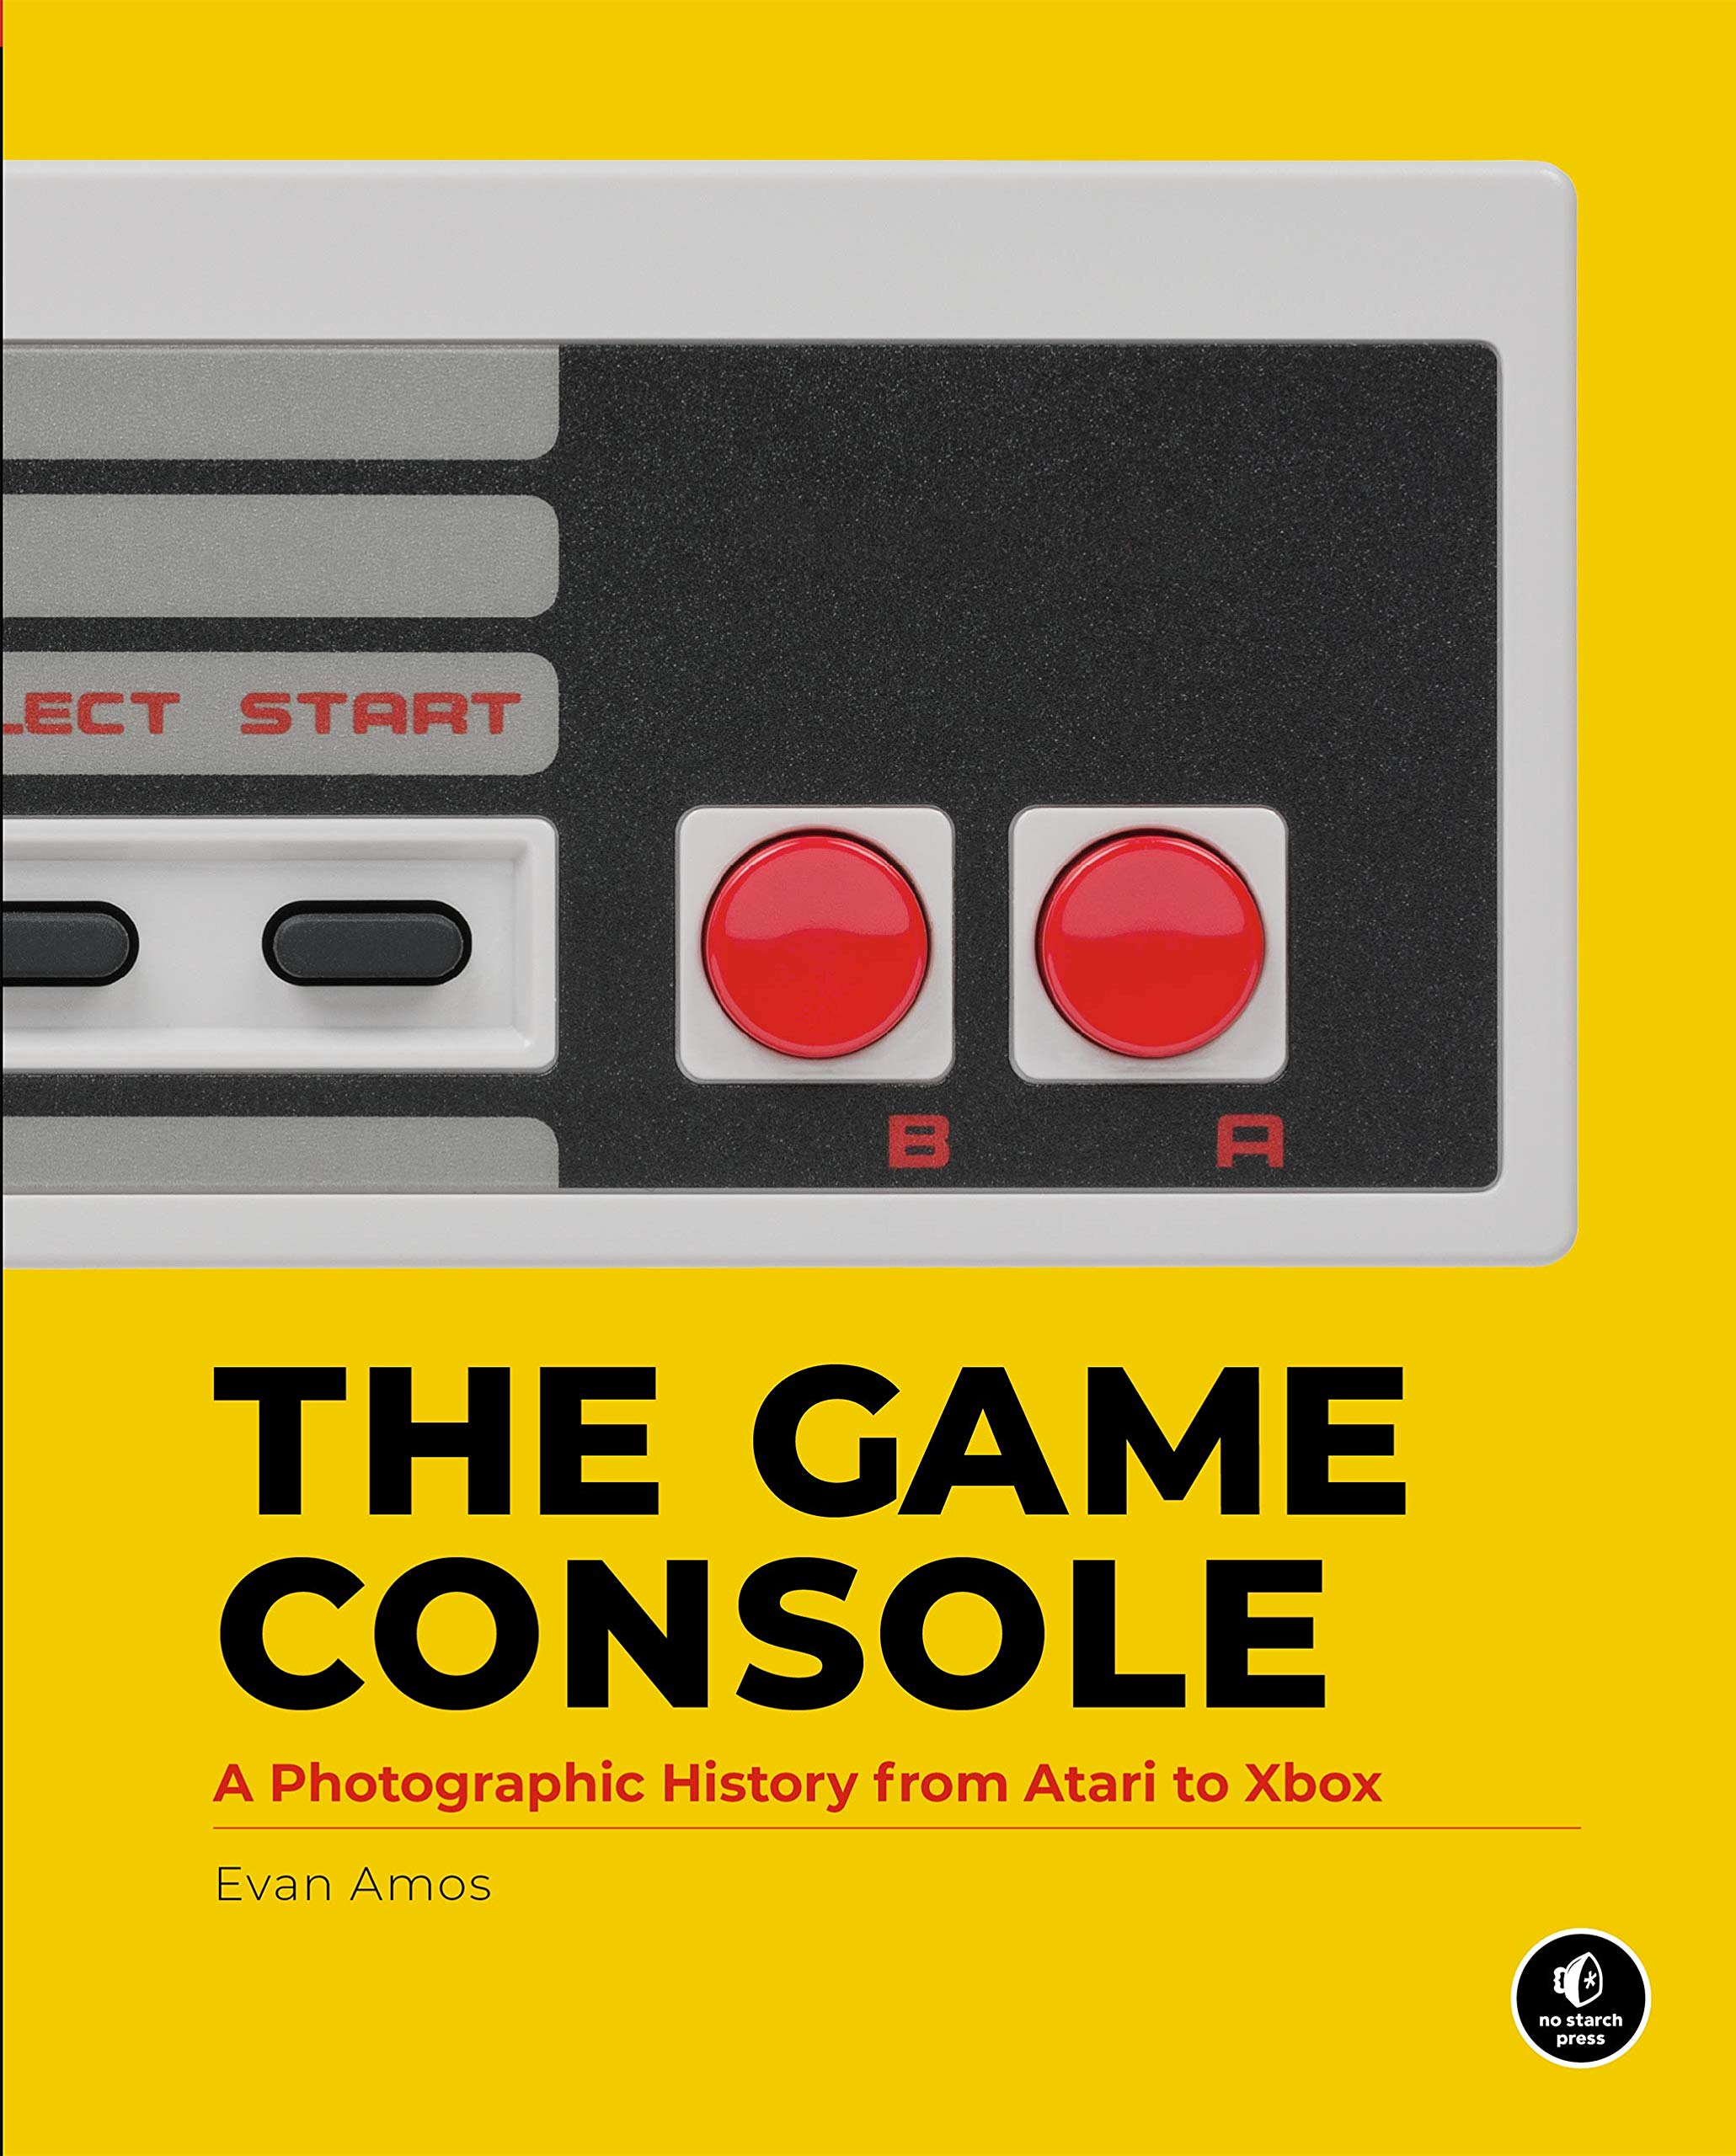 LECT START
B A
THE GAME
CONSOLE
A Photographic History from Atari to Xbox
Evan Amos
no starch
press